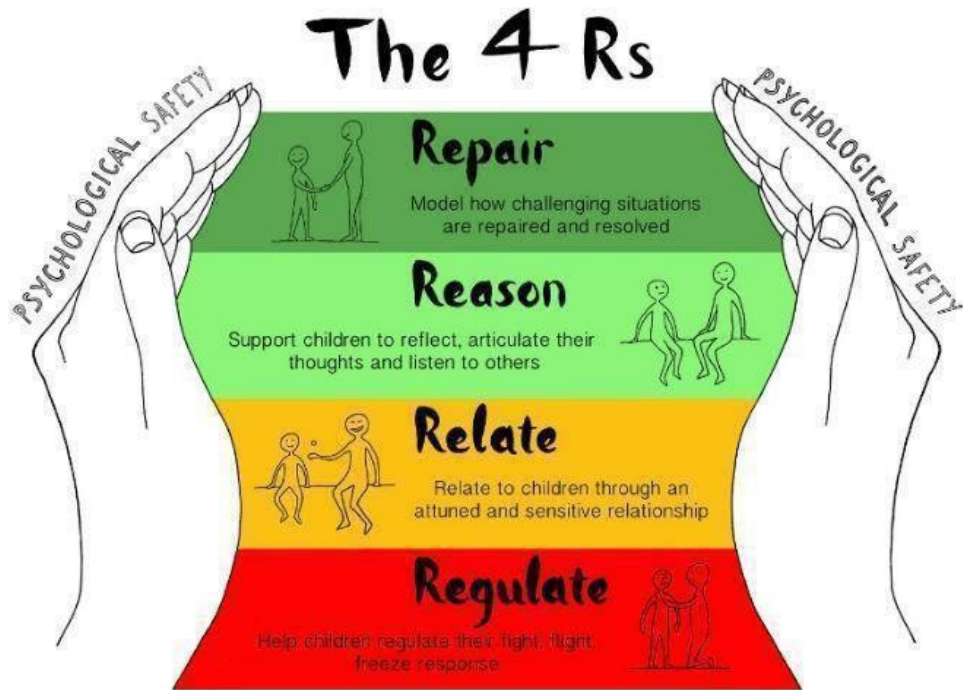 The 4 Rs
PSYCHOLOGICAL SAFETY
PSYCHOLOGICAL SAFETY
Repair
Model how challenging situations
are repaired and resolved
Reason
Support children to reflect, articulate their
thoughts and listen to others
Relate
Relate to children through an
attuned and sensitive relationship
Regulate
Help children regulate their fight, flight,
freeze response